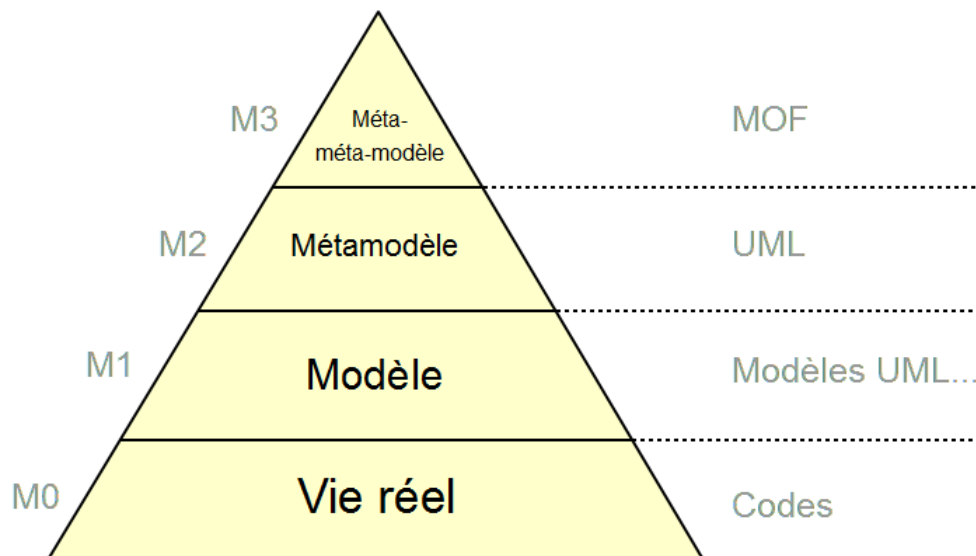 M3
Méta-
méta-modèle
MOF
M2
Métamodèle
UML
M1
Modèle
Modèles UML...
M0
Vie réel
Codes